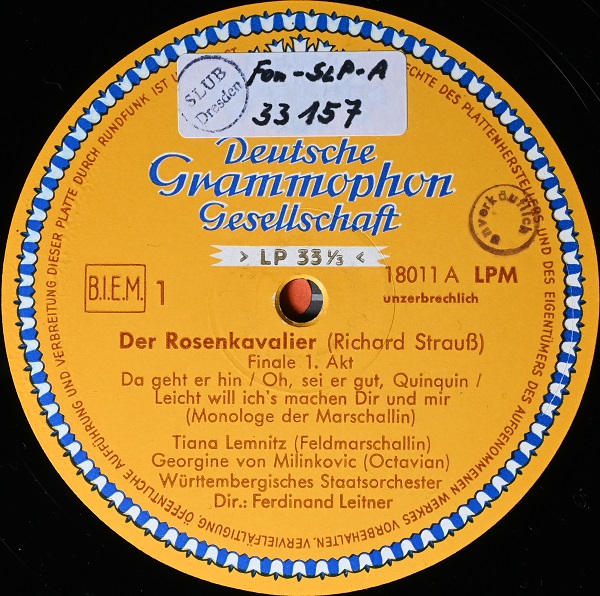 SLUB
Dresden
Fon-SLP-A
33157
Deutsche
Grammophon
Gesellschaft
> LP 33 1/3 <
B.I.E.M.
1
18011 A LPM
unzerbrechlich
unverkäuflich
Der Rosenkavalier (Richard Strauß)
Finale 1. Akt
Da geht er hin / Oh, sei er gut, Quinquin /
Leicht will ich's machen Dir und mir
(Monologe der Marschallin)
Tiana Lemnitz (Feldmarschallin)
Georgine von Milinkovic (Octavian)
Württembergisches Staatsorchester
Dir.: Ferdinand Leitner
RECHTE DES PLATTENHERSTELLERS UND DES EIGENTÜMERS DES AUFGENOMMENEN WERKES VORBEHALTEN. VERVIELFÄLTIGUNG ÖFFENTLICHE AUFFÜHRUNG UND VERBREITUNG DIESER PLATTE DURCH RUNDFUNK IST